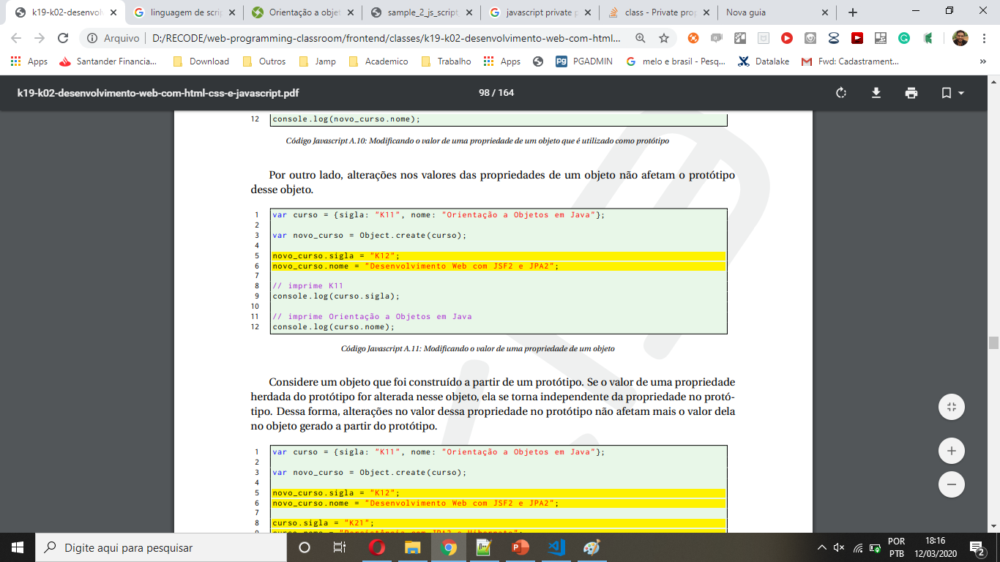 k19-k02-desenvolv
linguagem de scrip
Orientação a objet
sample_2_js_script
javascript private p
class - Private prop
Nova guia
Arquivo
D:/RECODE/web-programming-classroom/frontend/classes/k19-k02-desenvolvimento-web-com-html...
Apps
Santander Financia...
Download
Outros
Jamp
Academico
Trabalho
Apps
PGADMIN
melo e brasil - Pesq...
Datalake
Fwd: Cadastrament...
»
k19-k02-desenvolvimento-web-com-html-css-e-javascript.pdf
98 / 164
12 console.log(novo_curso.nome);
Código Javascript A.10: Modificando o valor de uma propriedade de um objeto que é utilizado como protótipo
Por outro lado, alterações nos valores das propriedades de um objeto não afetam o protótipo
desse objeto.
1 var curso = {sigla: "K11", nome: "Orientação a Objetos em Java"};
2
3 var novo_curso = Object.create(curso);
4
5 novo_curso.sigla = "K12";
6 novo_curso.nome = "Desenvolvimento Web com JSF2 e JPA2";
7
8 // imprime K11
9 console.log(curso.sigla);
10
11 // imprime Orientação a Objetos em Java
12 console.log(curso.nome);
Código Javascript A.11: Modificando o valor de uma propriedade de um objeto
Considere um objeto que foi construído a partir de um protótipo. Se o valor de uma propriedade
herdada do protótipo for alterada nesse objeto, ela se torna independente da propriedade no protó-
tipo. Dessa forma, alterações no valor dessa propriedade no protótipo não afetam mais o valor dela
no objeto gerado a partir do protótipo.
1 var curso = {sigla: "K11", nome: "Orientação a Objetos em Java"};
2
3 var novo_curso = Object.create(curso);
4
5 novo_curso.sigla = "K12";
6 novo_curso.nome = "Desenvolvimento Web com JSF2 e JPA2";
7
8 curso.sigla = "K21";
Digite aqui para pesquisar
POR
PTB
18:16
12/03/2020
2